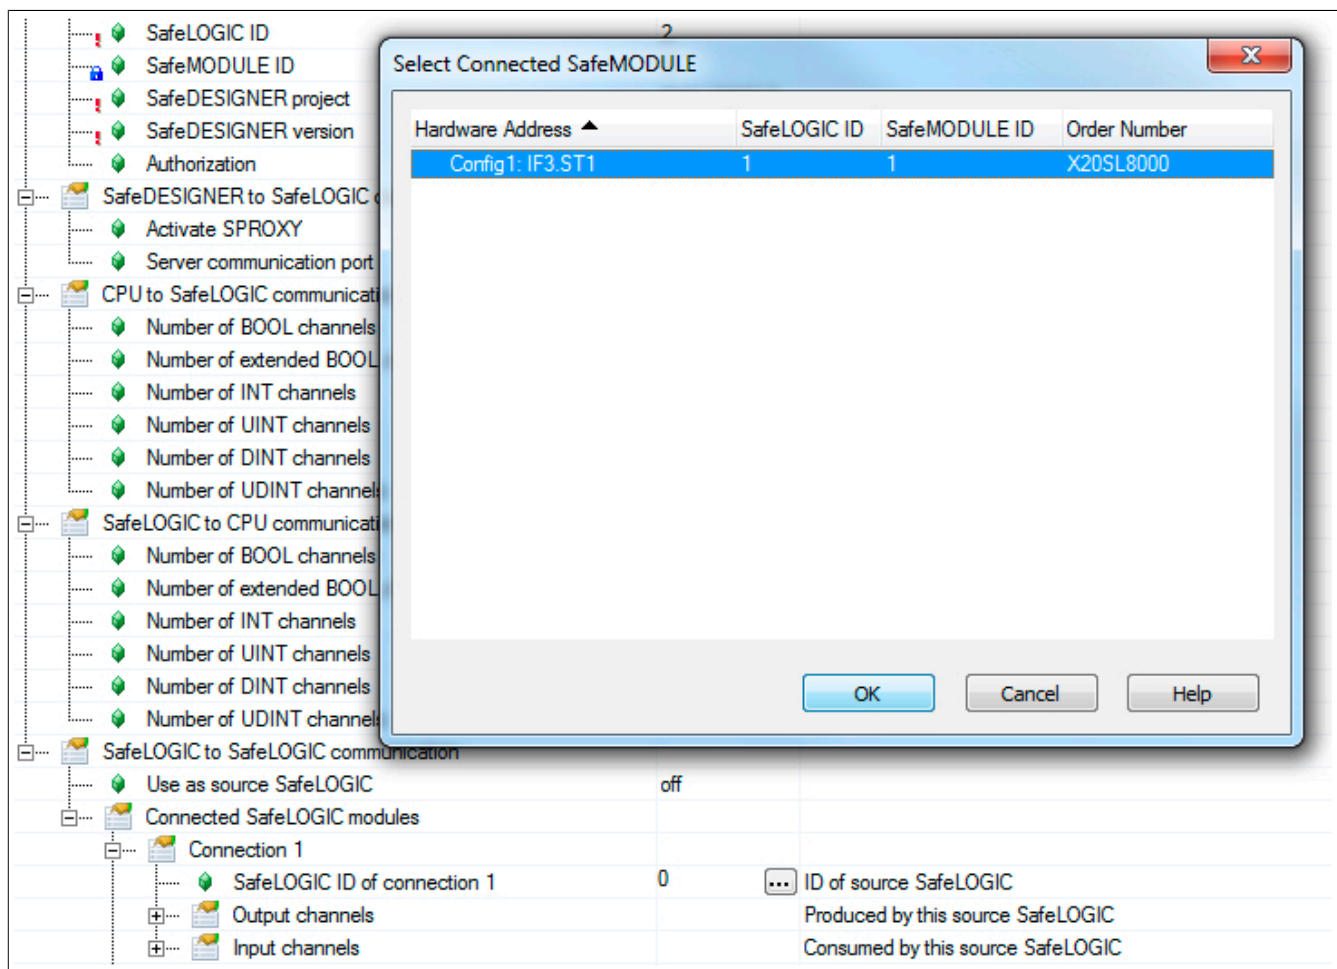 SafeLOGIC ID 2
SafeMODULE ID
SafeDESIGNER project
SafeDESIGNER version
Authorization
SafeDESIGNER to SafeLOGIC
Activate SPROXY
Server communication port
CPU to SafeLOGIC communicati
Number of BOOL channels
Number of extended BOOL
Number of INT channels
Number of UINT channels
Number of DINT channels
Number of UDINT channels
SafeLOGIC to CPU communicati
Number of BOOL channels
Number of extended BOOL
Number of INT channels
Number of UINT channels
Number of DINT channels
Number of UDINT channels
SafeLOGIC to SafeLOGIC communication
Use as source SafeLOGIC off
Connected SafeLOGIC modules
Connection 1
SafeLOGIC ID of connection 1 0 ... ID of source SafeLOGIC
Output channels Produced by this source SafeLOGIC
Input channels Consumed by this source SafeLOGIC
Select Connected SafeMODULE
Hardware Address SafeLOGIC ID SafeMODULE ID Order Number
Config1: IF3.ST1 1 1 X20SL8000
OK Cancel Help